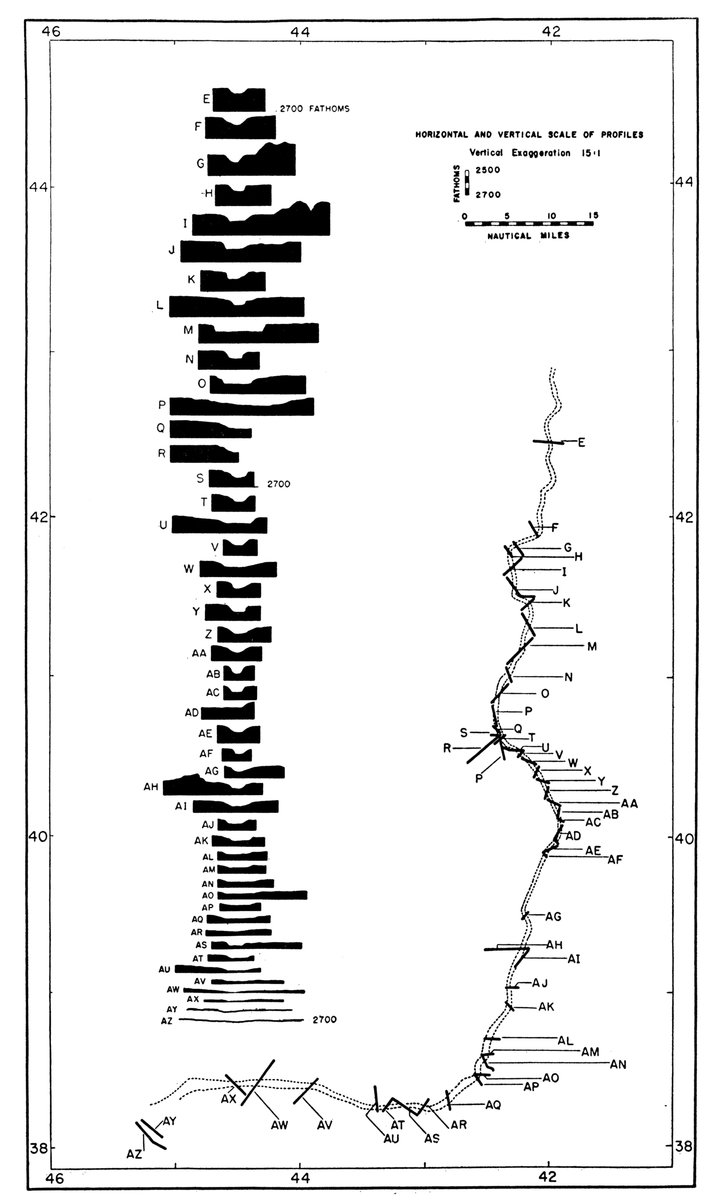 46 44 42
E
2700 FATHOMS
F
HORIZONTAL AND VERTICAL SCALE OF PROFILES
Vertical Exaggeration 15:1
FATHOMS
2500
2700
0 5 10 15
NAUTICAL MILES
G
44 44
H
I
J
K
L
M
N
O
P
Q
R
S 2700
T
U
V
W
X
Y
Z
AA
AB
AC
AD
AE
AF
AG
AH
AI
AJ
AK
AL
AM
AN
AO
AP
AQ
AR
AS
AT
AU
AV
AW
AX
AY
AZ 2700
E
42 42
F
G
H
I
J
K
L
M
N
O
P
Q
S T
R U
V
P W
X
Y
Z
AA
AB
AC
40 AD 40
AE
AF
AG
AH
AI
AJ
AK
AL
AM
AN
AO
AP
AX AQ
AY AW AV AT AR
AU AS
AZ
38 38
46 44 42